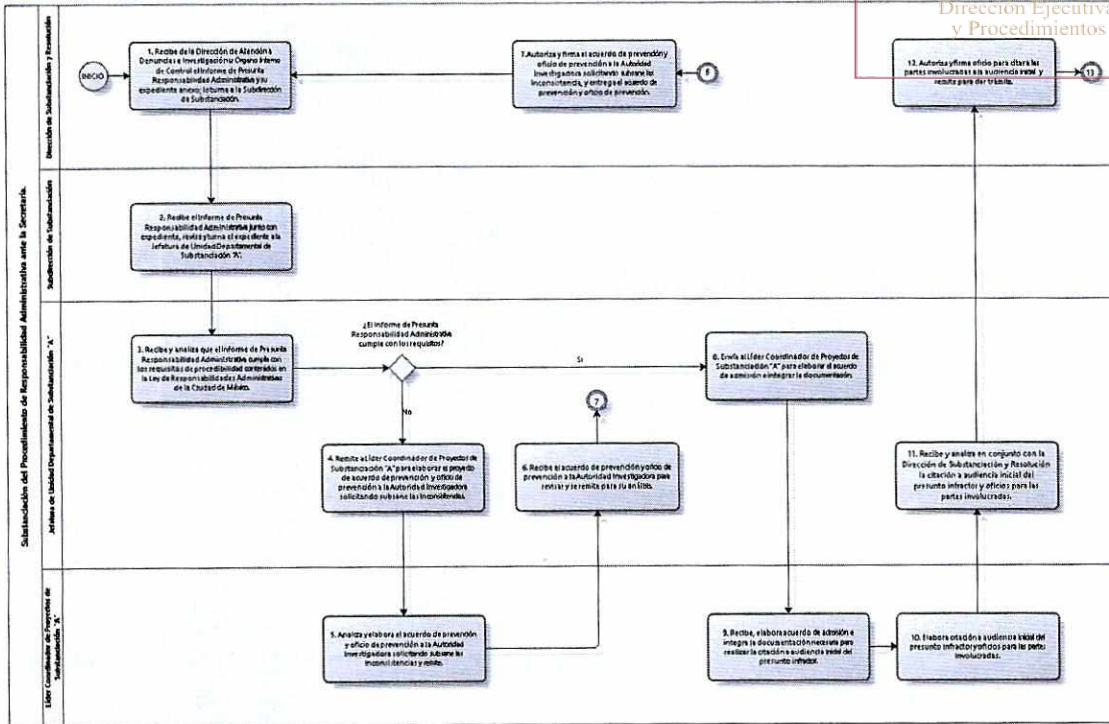 Dirección Ejecutiva
y Procedimientos
Substanciación del Procedimiento de Responsabilidad Administrativa ante la Secretaría.
Dirección de Substanciación y Resolución
INICIO
1. Recibe de la Dirección de Atención a
Denuncias e Investigación u Órgano Interno
de Control el Informe de Presunta
Responsabilidad Administrativa y su
expediente anexo; lo turna a la Subdirección
de Substanciación.
7. Autoriza y firma el acuerdo de prevención y
oficio de prevención a la Autoridad
Investigadora solicitando subsane las
inconsistencia, y entrega el acuerdo de
prevención y oficio de prevención.
6
12. Autoriza y firma oficio para citar a las
partes involucradas a la audiencia inicial y
remite para dar trámite.
13
Subdirección de Substanciación
2. Recibe el Informe de Presunta
Responsabilidad Administrativa junto con
expediente, revisa y turna el expediente a la
Jefatura de Unidad Departamental de
Substanciación "A".
Jefatura de Unidad Departamental de Substanciación "A"
3. Recibe y analiza que el Informe de Presunta
Responsabilidad Administrativa cumpla con
los requisitos de procedibilidad contenidos en
la Ley de Responsabilidades Administrativas
de la Ciudad de México.
¿El Informe de Presunta
Responsabilidad Administrativa
cumple con los requisitos?
Si
No
8. Envía al Líder Coordinador de Proyectos de
Substanciación "A" para elaborar el acuerdo
de admisión e integrar la documentación.
7
4. Remite a Líder Coordinador de Proyectos de
Substanciación "A" para elaborar el proyecto
de acuerdo de prevención y oficio de
prevención a la Autoridad Investigadora
solicitando subsane las inconsistencias.
6. Recibe el acuerdo de prevención y oficio de
prevención a la Autoridad Investigadora para
revisar y se remita para su análisis.
11. Recibe y analiza en conjunto con la
Dirección de Substanciación y Resolución
la citación a audiencia inicial del
presunto infractor y oficios para las
partes involucradas.
Líder Coordinador de Proyectos de
Substanciación "A"
5. Analiza y elabora el acuerdo de prevención
y oficio de prevención a la Autoridad
Investigadora solicitando subsane las
inconsistencias y remite.
9. Recibe, elabora acuerdo de admisión e
integra la documentación necesaria para
realizar la citación a audiencia inicial del
presunto infractor.
10. Elabora citación a audiencia inicial del
presunto infractor y oficios para las partes
involucradas.